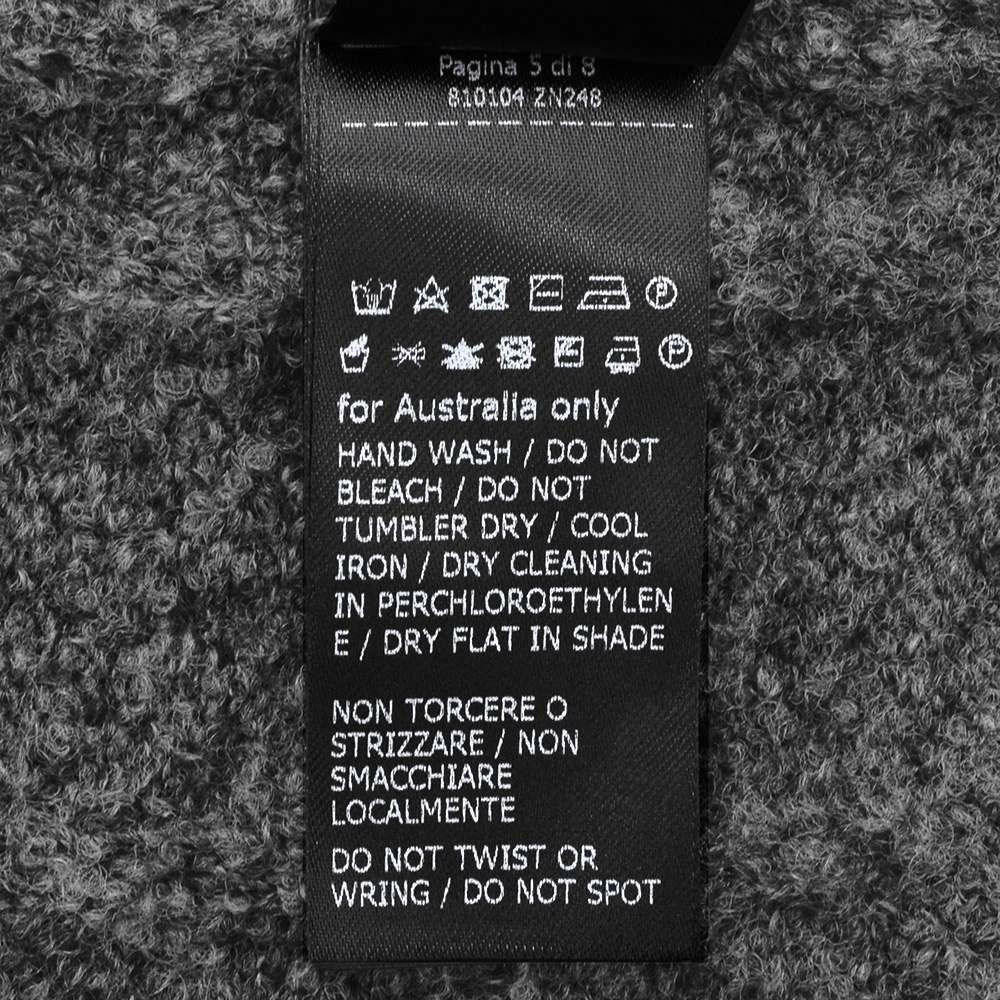 Pagina 5 di 8
810104 ZN248
for Australia only
HAND WASH / DO NOT
BLEACH / DO NOT
TUMBLER DRY / COOL
IRON / DRY CLEANING
IN PERCHLOROETHYLEN
E / DRY FLAT IN SHADE
NON TORCERE O
STRIZZARE / NON
SMACCHIARE
LOCALMENTE
DO NOT TWIST OR
WRING / DO NOT SPOT